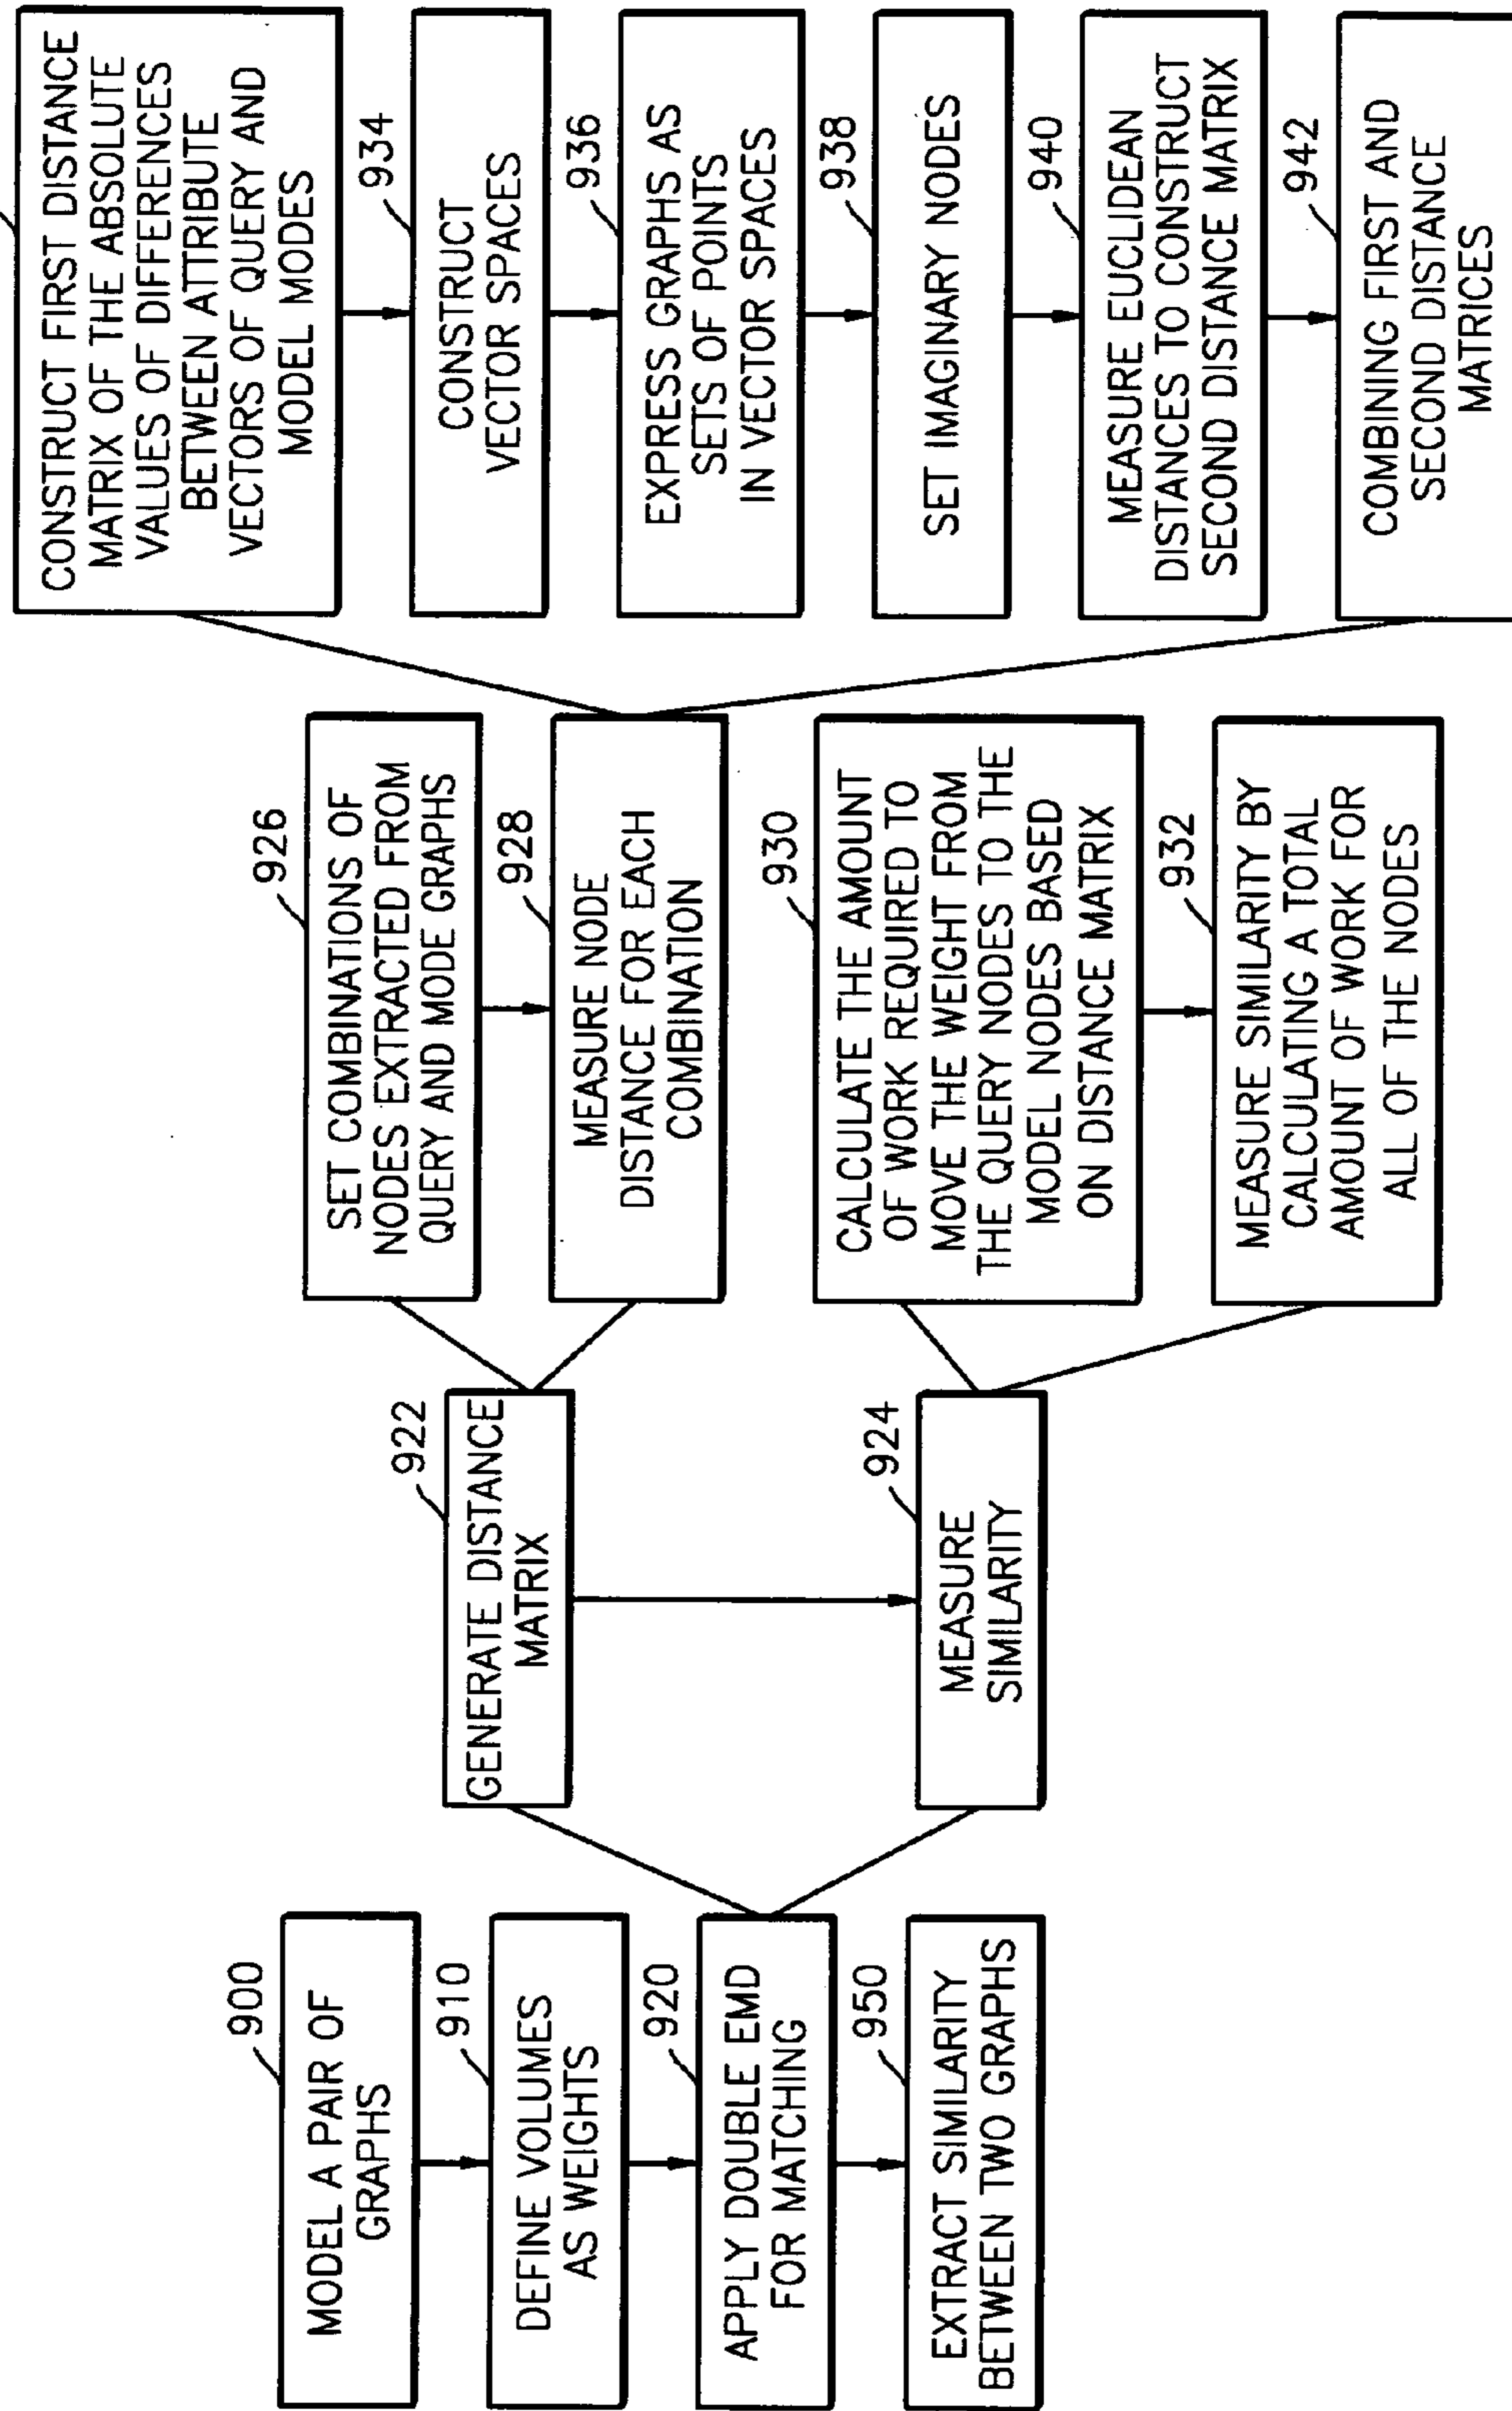 900
MODEL A PAIR OF
GRAPHS
910
DEFINE VOLUMES
AS WEIGHTS
920
APPLY DOUBLE EMD
FOR MATCHING
950
EXTRACT SIMILARITY
BETWEEN TWO GRAPHS
922
GENERATE DISTANCE
MATRIX
924
MEASURE
SIMILARITY
926
SET COMBINATIONS OF
NODES EXTRACTED FROM
QUERY AND MODE GRAPHS
928
MEASURE NODE
DISTANCE FOR EACH
COMBINATION
930
CALCULATE THE AMOUNT
OF WORK REQUIRED TO
MOVE THE WEIGHT FROM
THE QUERY NODES TO THE
MODEL NODES BASED
ON DISTANCE MATRIX
932
MEASURE SIMILARITY BY
CALCULATING A TOTAL
AMOUNT OF WORK FOR
ALL OF THE NODES
CONSTRUCT FIRST DISTANCE
MATRIX OF THE ABSOLUTE
VALUES OF DIFFERENCES
BETWEEN ATTRIBUTE
VECTORS OF QUERY AND
MODEL MODES
934
CONSTRUCT
VECTOR SPACES
936
EXPRESS GRAPHS AS
SETS OF POINTS
IN VECTOR SPACES
938
SET IMAGINARY NODES
940
MEASURE EUCLIDEAN
DISTANCES TO CONSTRUCT
SECOND DISTANCE MATRIX
942
COMBINING FIRST AND
SECOND DISTANCE
MATRICES